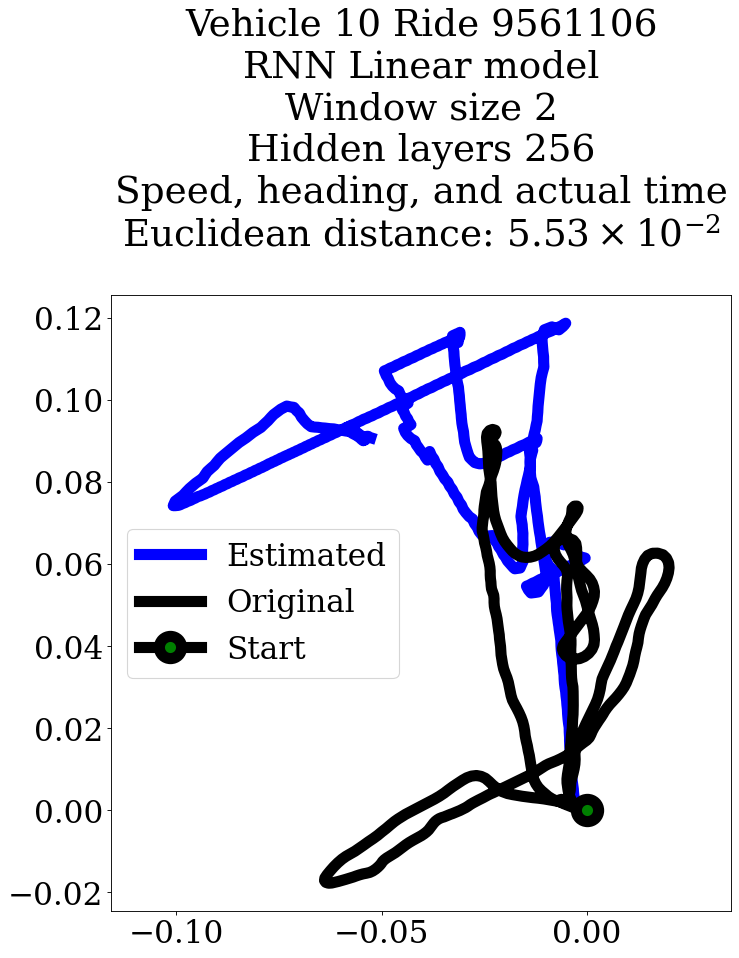 Vehicle 10 Ride 9561106
RNN Linear model
Window size 2
Hidden layers 256
Speed, heading, and actual time
Euclidean distance: 5.53 × 10⁻²
0.12
0.10
0.08
0.06
0.04
0.02
0.00
−0.02
Estimated
Original
Start
−0.10
−0.05
0.00